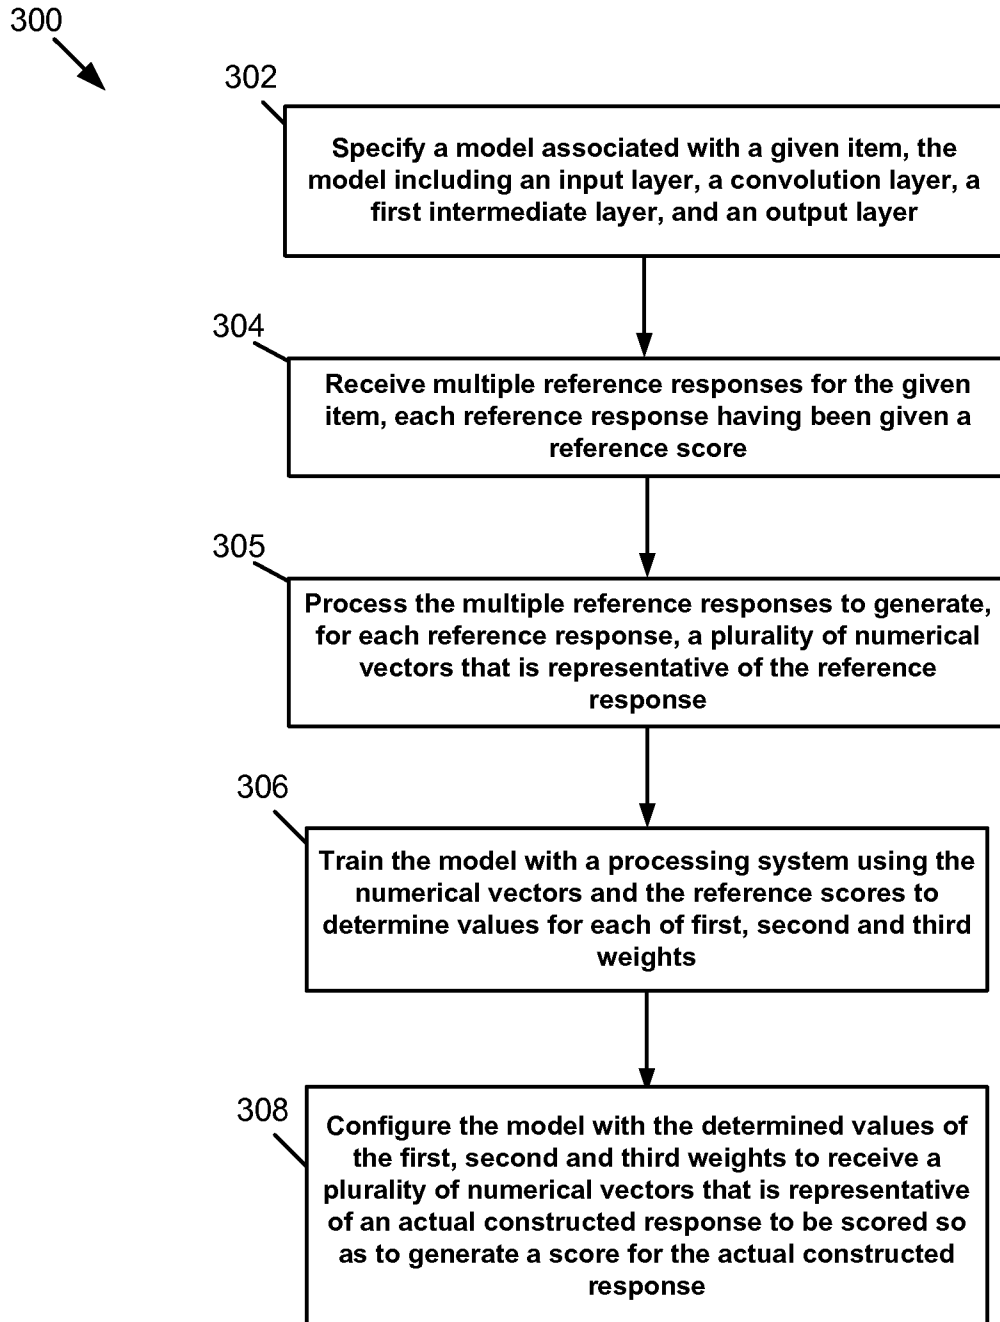 300
302
Specify a model associated with a given item, the
model including an input layer, a convolution layer, a
first intermediate layer, and an output layer
304
Receive multiple reference responses for the given
item, each reference response having been given a
reference score
305
Process the multiple reference responses to generate,
for each reference response, a plurality of numerical
vectors that is representative of the reference
response
306
Train the model with a processing system using the
numerical vectors and the reference scores to
determine values for each of first, second and third
weights
308
Configure the model with the determined values of
the first, second and third weights to receive a
plurality of numerical vectors that is representative
of an actual constructed response to be scored so
as to generate a score for the actual constructed
response